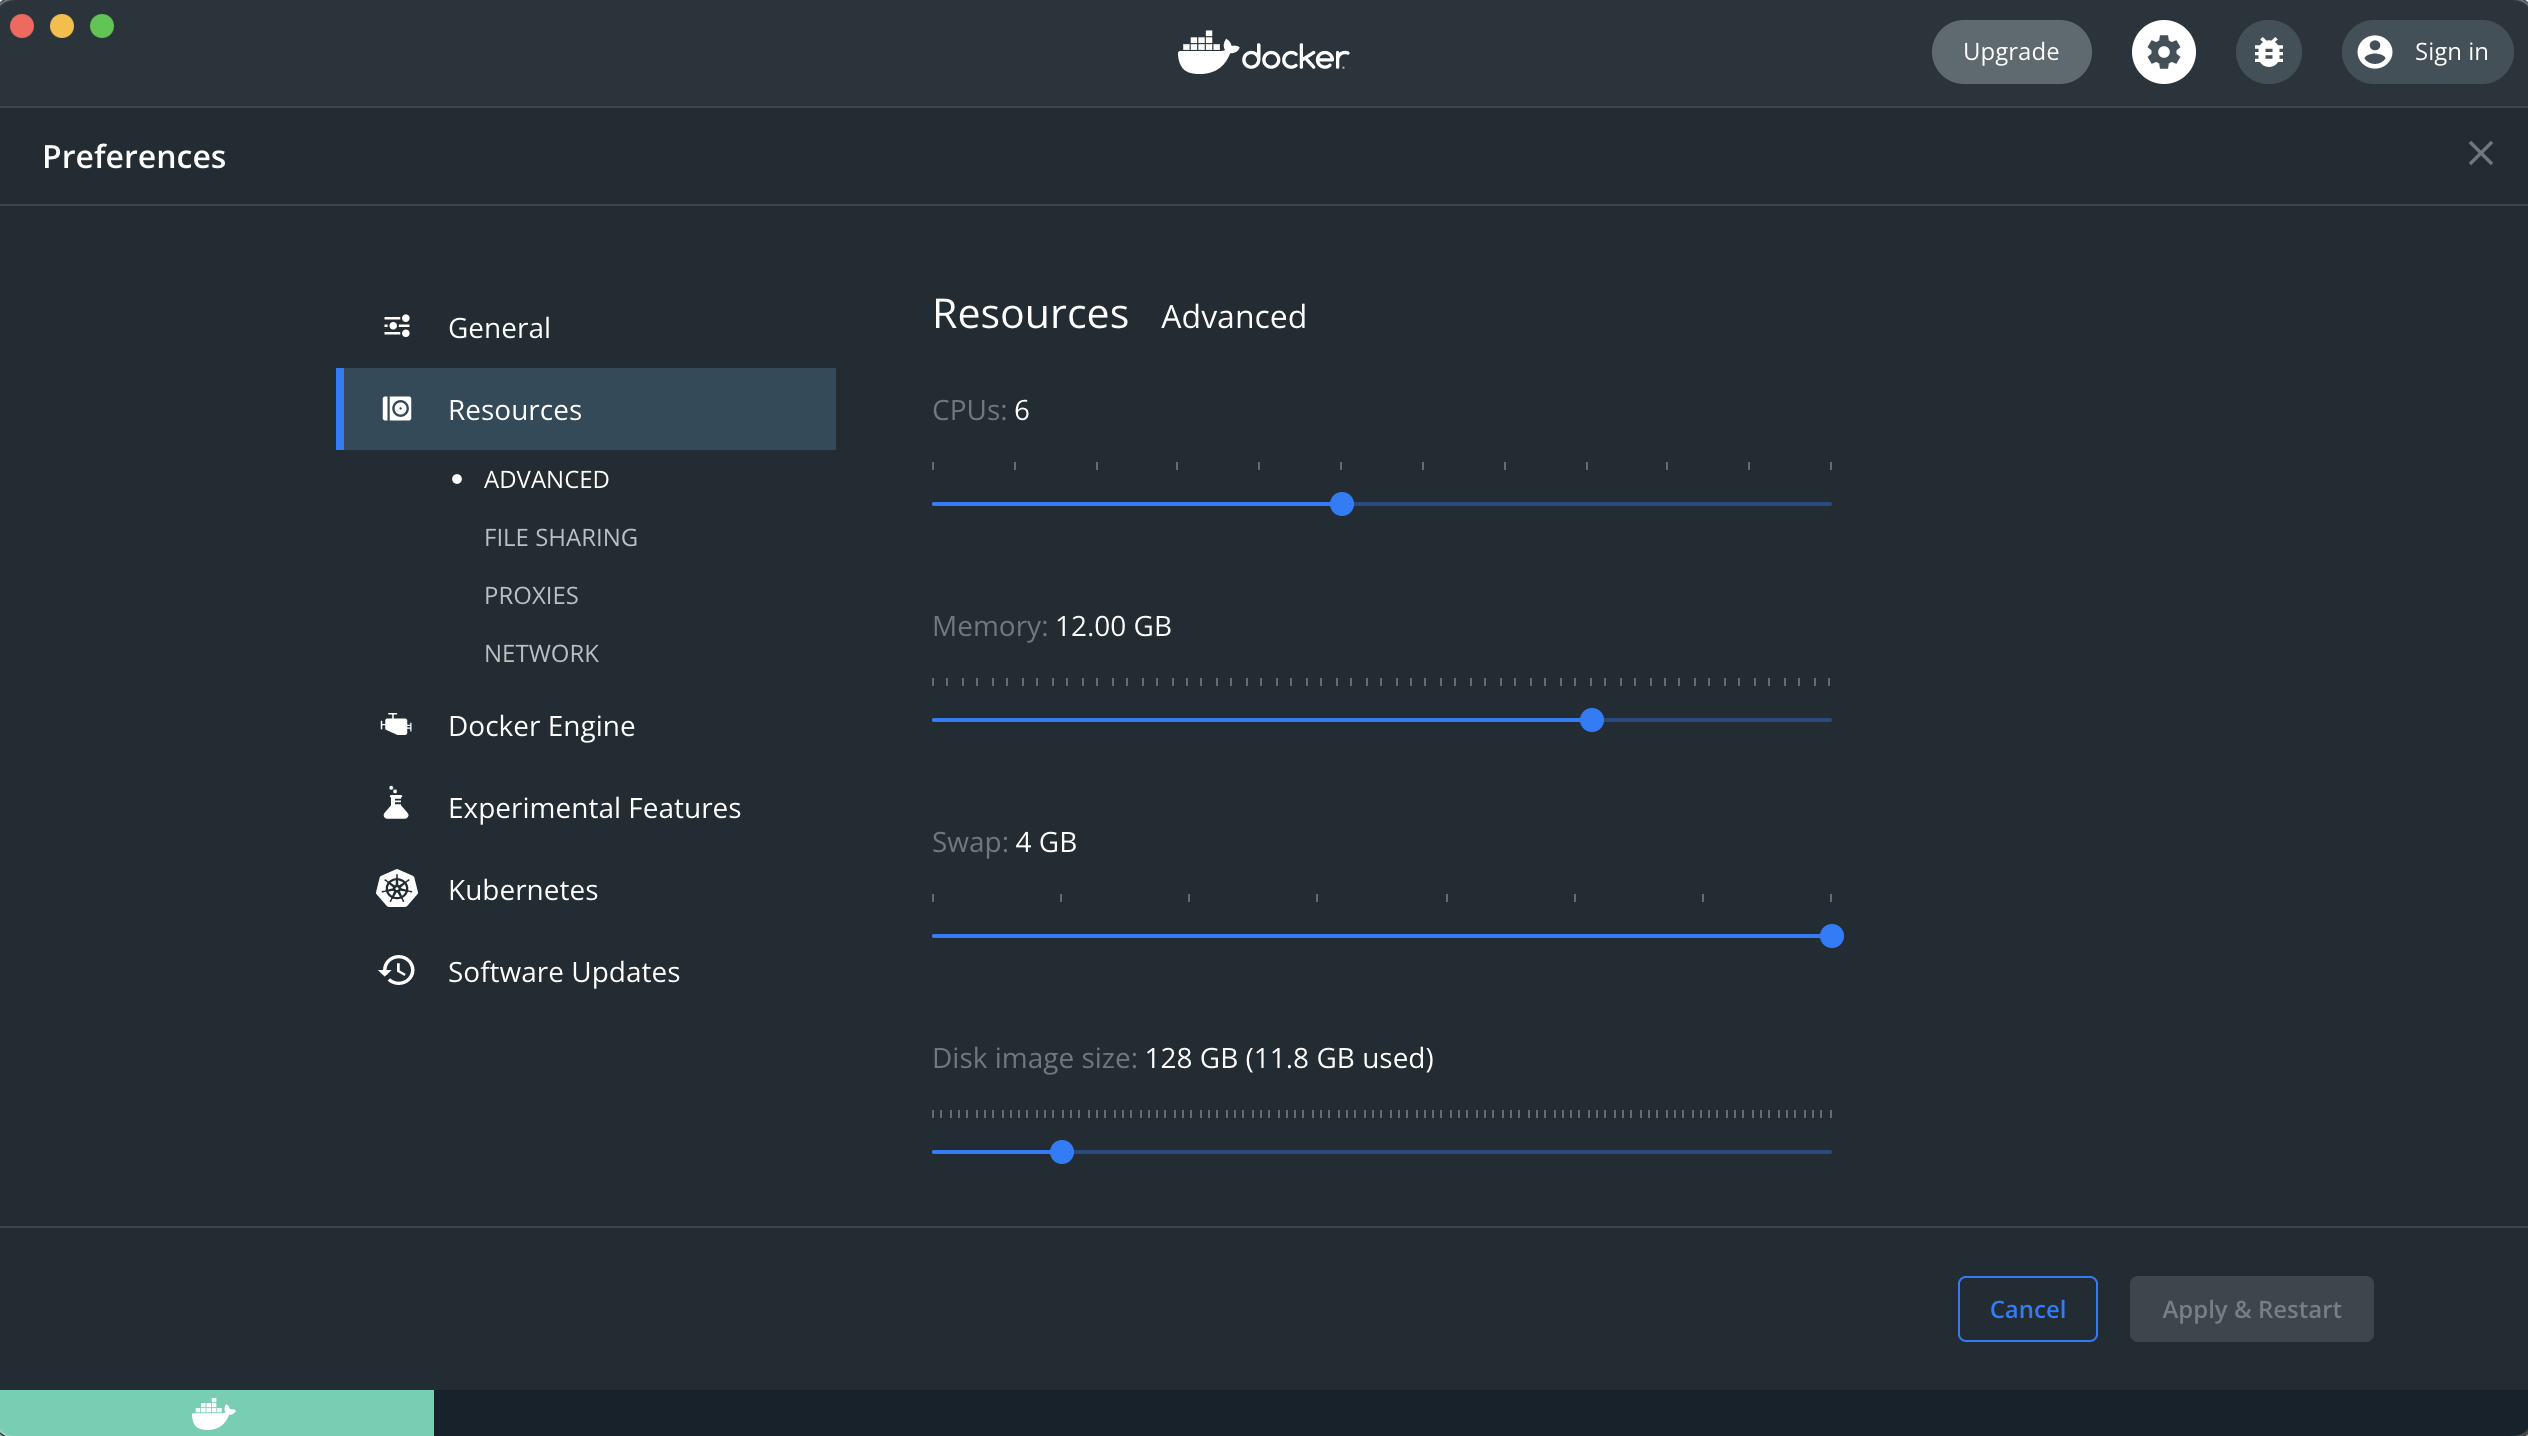 docker
Upgrade
Sign in
Preferences
General
Resources
ADVANCED
FILE SHARING
PROXIES
NETWORK
Docker Engine
Experimental Features
Kubernetes
Software Updates
Resources Advanced
CPUs: 6
Memory: 12.00 GB
Swap: 4 GB
Disk image size: 128 GB (11.8 GB used)
Cancel
Apply & Restart